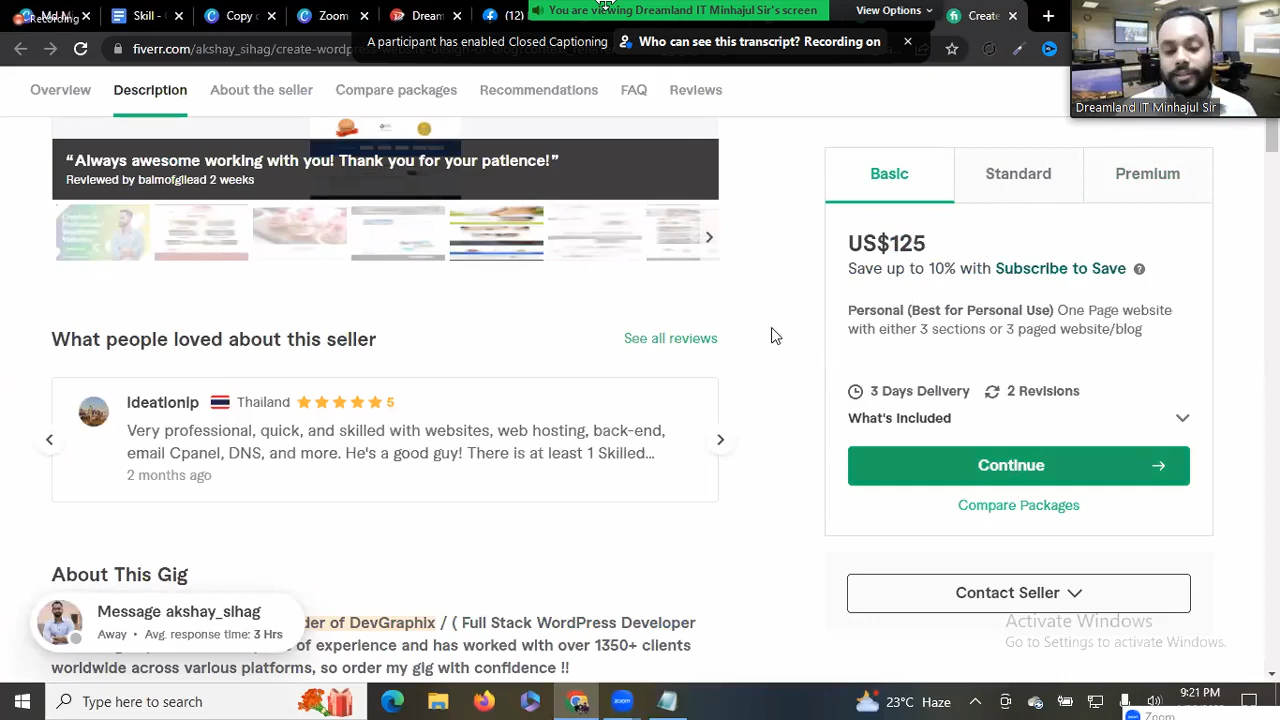 Md Min
Skill -
Copy
Zoom
Dream
(12)
You are viewing Dreamland IT Minhajul Sir's screen
View Options
Create
A participant has enabled Closed Captioning
Who can see this transcript? Recording on
fiverr.com/akshay_sihag/create-wordpre
Dreamland IT Minhajul Sir
Overview
Description
About the seller
Compare packages
Recommendations
FAQ
Reviews
“Always awesome working with you! Thank you for your patience!”
Reviewed by balmofgilead 2 weeks
Basic
Standard
Premium
US$125
Save up to 10% with Subscribe to Save
Personal (Best for Personal Use) One Page website
with either 3 sections or 3 paged website/blog
3 Days Delivery
2 Revisions
What's Included
Continue
Compare Packages
Contact Seller
What people loved about this seller
See all reviews
ideationip
Thailand
5
Very professional, quick, and skilled with websites, web hosting, back-end,
email Cpanel, DNS, and more. He's a good guy! There is at least 1 Skilled...
2 months ago
About This Gig
der of DevGraphix / ( Full Stack WordPress Developer
of experience and has worked with over 1350+ clients
worldwide across various platforms, so order my gig with confidence !!
Message akshay_sihag
Away • Avg. response time: 3 Hrs
Activate Windows
Go to Settings to activate Windows.
Type here to search
zoom
23°C Haze
9:21 PM
Zoom